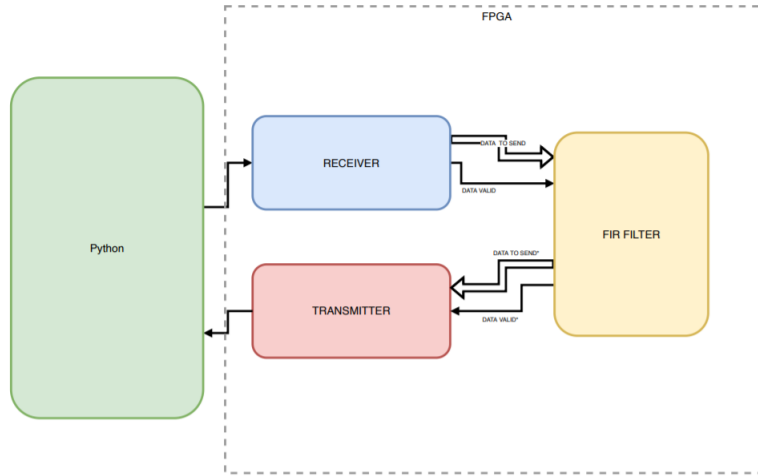 FPGA
DATA TO SEND
RECEIVER
DATA VALID
FIR FILTER
Python
DATA TO SEND*
TRANSMITTER
DATA VALID*